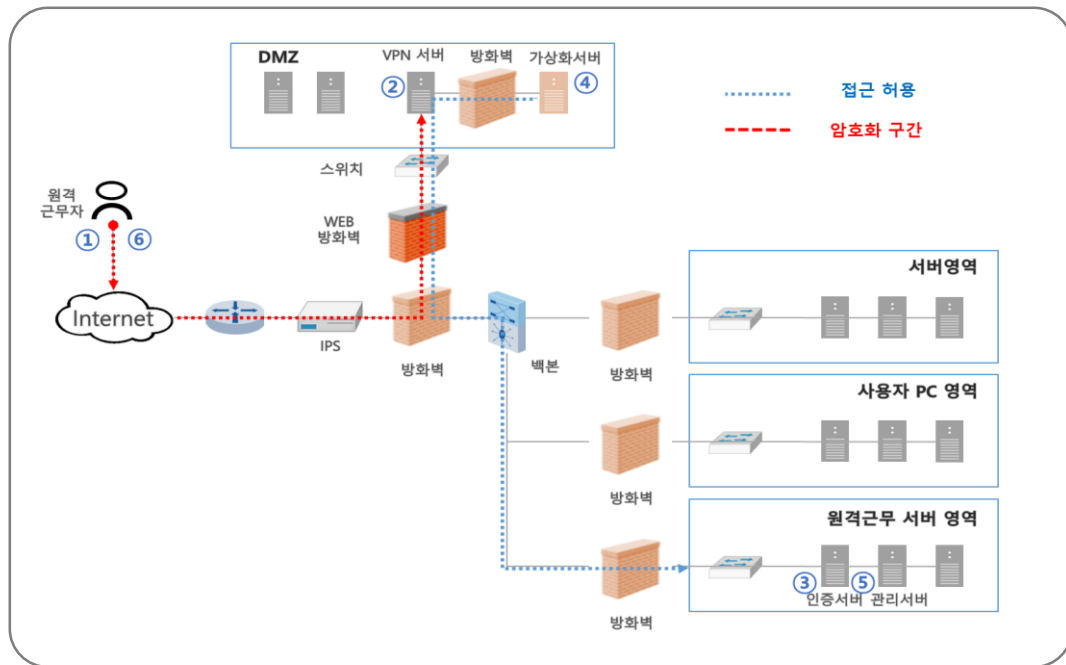 DMZ
VPN 서버
방화벽
가상화서버
②
④
접근 허용
암호화 구간
스위치
원격
근무자
①
⑥
WEB
방화벽
서버영역
Internet
IPS
방화벽
백본
방화벽
사용자 PC 영역
방화벽
원격근무 서버 영역
③
⑤
인증서버
관리서버
방화벽